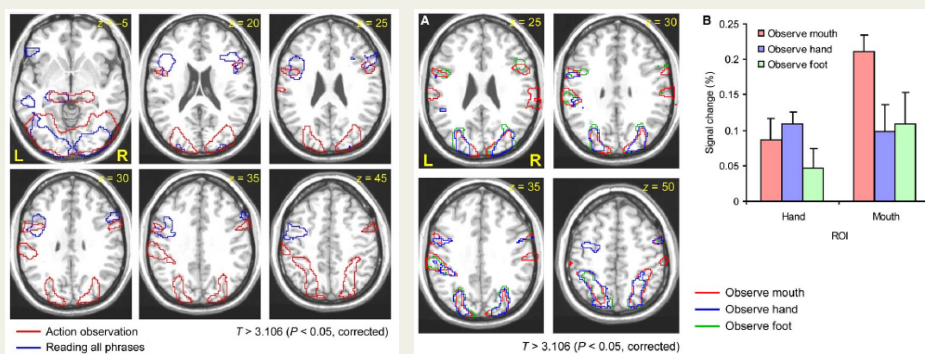 z = –5
z = 20
z = 25
L
R
z = 30
z = 35
z = 45
Action observation
Reading all phrases
T > 3.106 (P < 0.05, corrected)
A
z = 25
z = 30
L
R
z = 35
z = 50
T > 3.106 (P < 0.05, corrected)
B
0.25
0.2
0.15
0.1
0.05
0
Signal change (%)
Observe mouth
Observe hand
Observe foot
Hand
Mouth
ROI
Observe mouth
Observe hand
Observe foot